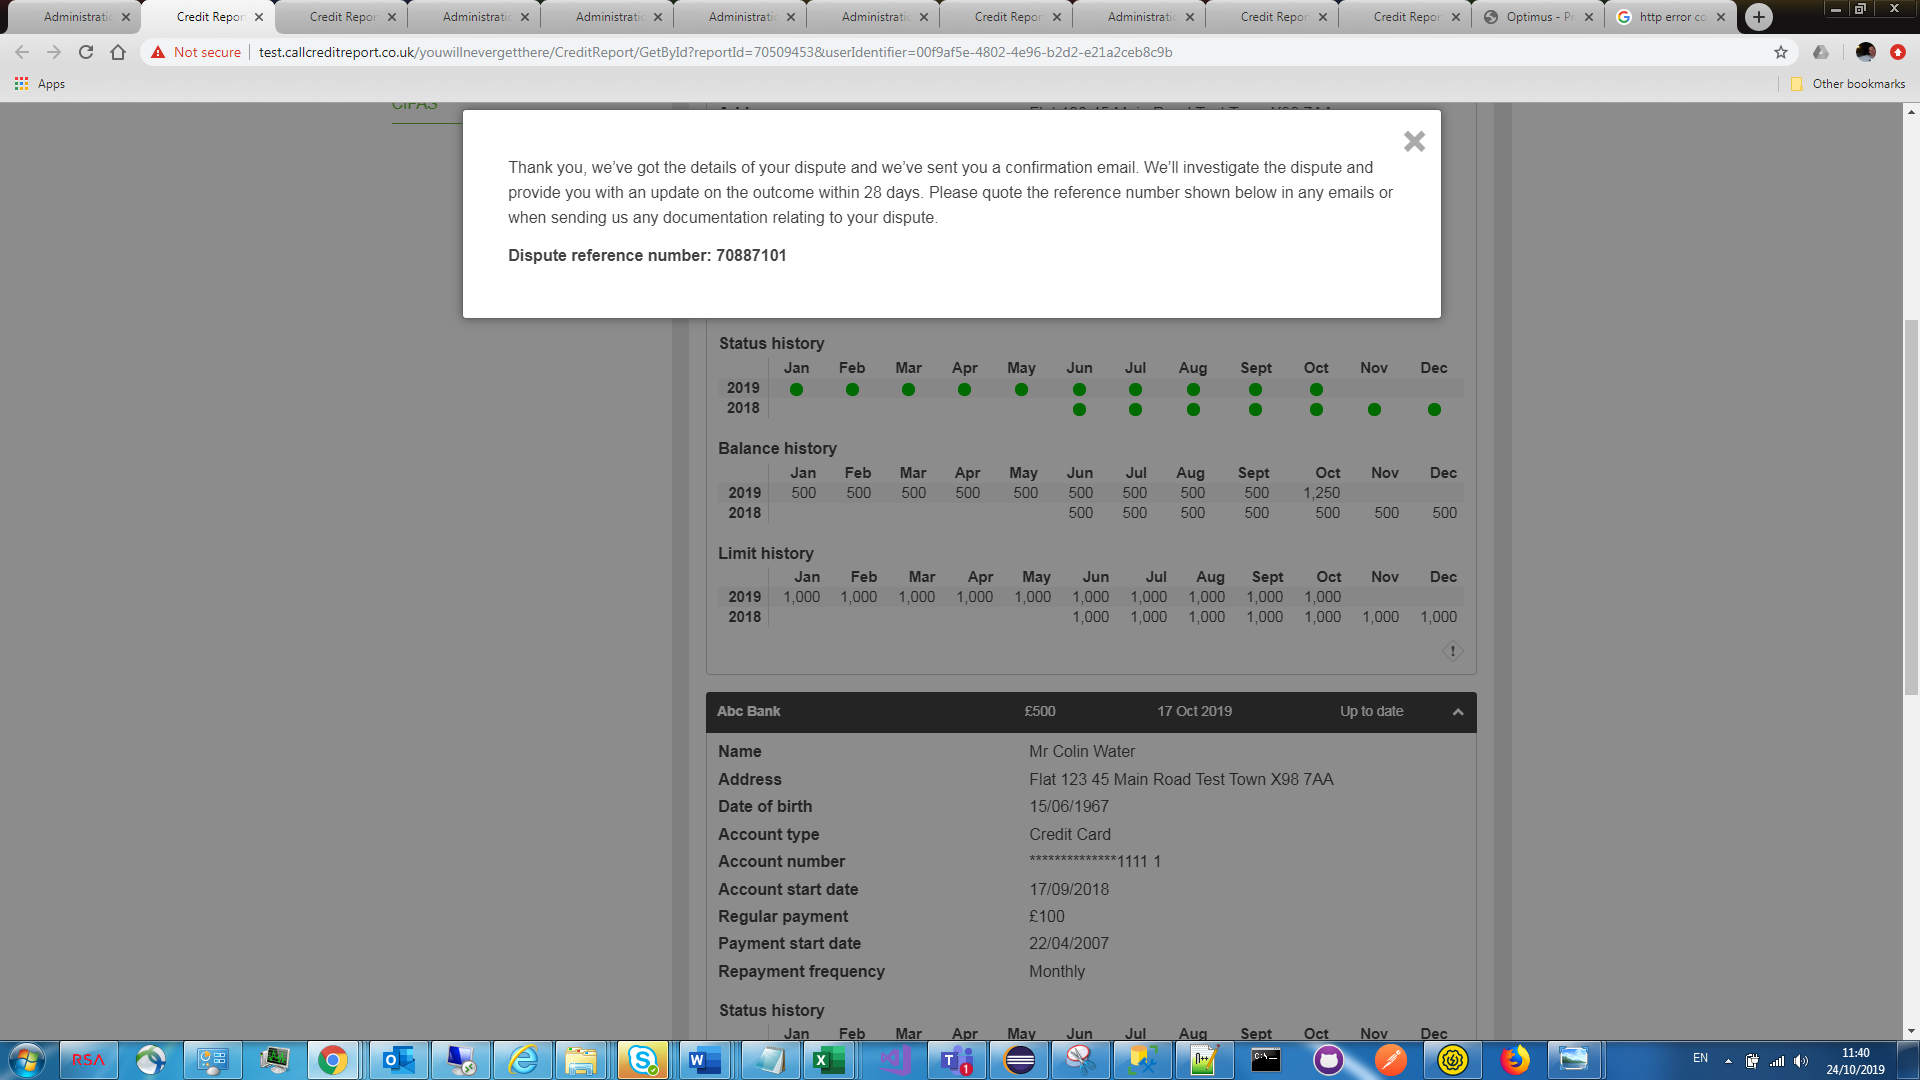 Administratic
Credit Repor
Credit Repor
Administratic
Administratic
Administratic
Administratic
Credit Repor
Administratic
Credit Repor
Credit Repor
Optimus - Pr
http error co
Not secure
test.callcreditreport.co.uk/youwillnevergetthere/CreditReport/GetById?reportId=70509453&userIdentifier=00f9af5e-4802-4e96-b2d2-e21a2ceb8c9b
Apps
Other bookmarks
CIFAS
Thank you, we’ve got the details of your dispute and we’ve sent you a confirmation email. We’ll investigate the dispute and
provide you with an update on the outcome within 28 days. Please quote the reference number shown below in any emails or
when sending us any documentation relating to your dispute.
Dispute reference number: 70887101
Status history
Jan Feb Mar Apr May Jun Jul Aug Sept Oct Nov Dec
2019
2018
Balance history
Jan Feb Mar Apr May Jun Jul Aug Sept Oct Nov Dec
2019 500 500 500 500 500 500 500 500 500 1,250
2018 500 500 500 500 500 500 500
Limit history
Jan Feb Mar Apr May Jun Jul Aug Sept Oct Nov Dec
2019 1,000 1,000 1,000 1,000 1,000 1,000 1,000 1,000 1,000 1,000
2018 1,000 1,000 1,000 1,000 1,000 1,000 1,000
Abc Bank £500 17 Oct 2019 Up to date
Name Mr Colin Water
Address Flat 123 45 Main Road Test Town X98 7AA
Date of birth 15/06/1967
Account type Credit Card
Account number **************1111 1
Account start date 17/09/2018
Regular payment £100
Payment start date 22/04/2007
Repayment frequency Monthly
Status history
Jan Feb Mar Apr May Jun Jul Aug Sept Oct Nov Dec
RSA
EN
11:40
24/10/2019